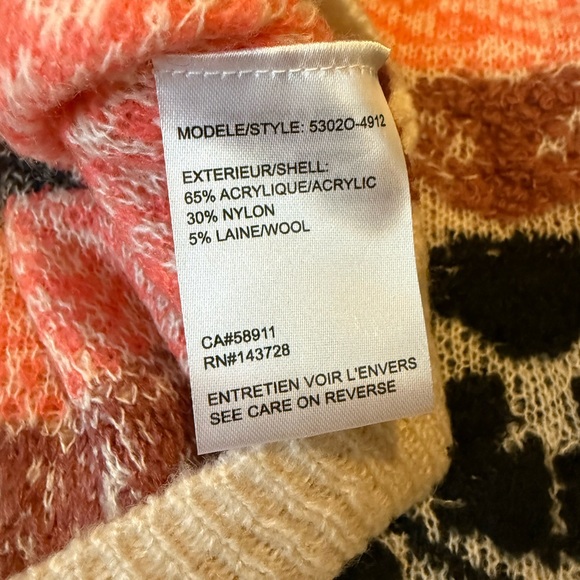 MODELE/STYLE: 5302O-4912
EXTERIEUR/SHELL:
65% ACRYLIQUE/ACRYLIC
30% NYLON
5% LAINE/WOOL
CA#58911
RN#143728
ENTRETIEN VOIR L'ENVERS
SEE CARE ON REVERSE